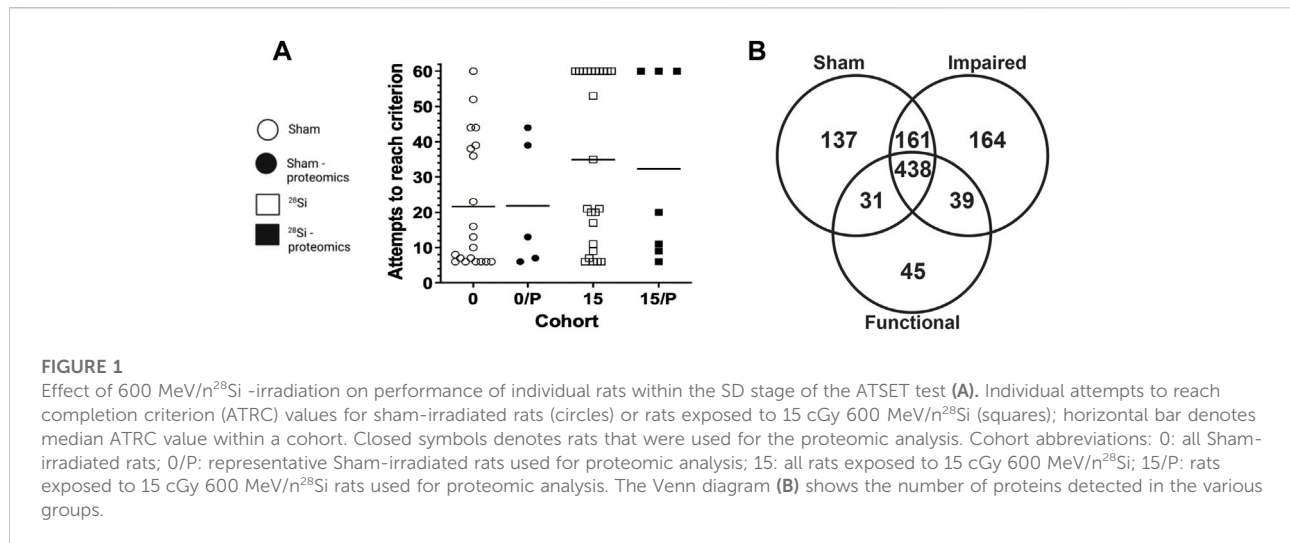 A
B
Sham
Sham -
proteomics
²⁸Si
²⁸Si -
proteomics
Attempts to reach criterion
60
50
40
30
20
10
0
0
0/P
15
15/P
Cohort
Sham
Impaired
137
161
164
438
31
39
45
Functional
FIGURE 1
Effect of 600 MeV/n²⁸Si -irradiation on performance of individual rats within the SD stage of the ATSET test (A). Individual attempts to reach
completion criterion (ATRC) values for sham-irradiated rats (circles) or rats exposed to 15 cGy 600 MeV/n²⁸Si (squares); horizontal bar denotes
median ATRC value within a cohort. Closed symbols denotes rats that were used for the proteomic analysis. Cohort abbreviations: 0: all Sham-
irradiated rats; 0/P: representative Sham-irradiated rats used for proteomic analysis; 15: all rats exposed to 15 cGy 600 MeV/n²⁸Si; 15/P: rats
exposed to 15 cGy 600 MeV/n²⁸Si rats used for proteomic analysis. The Venn diagram (B) shows the number of proteins detected in the various
groups.